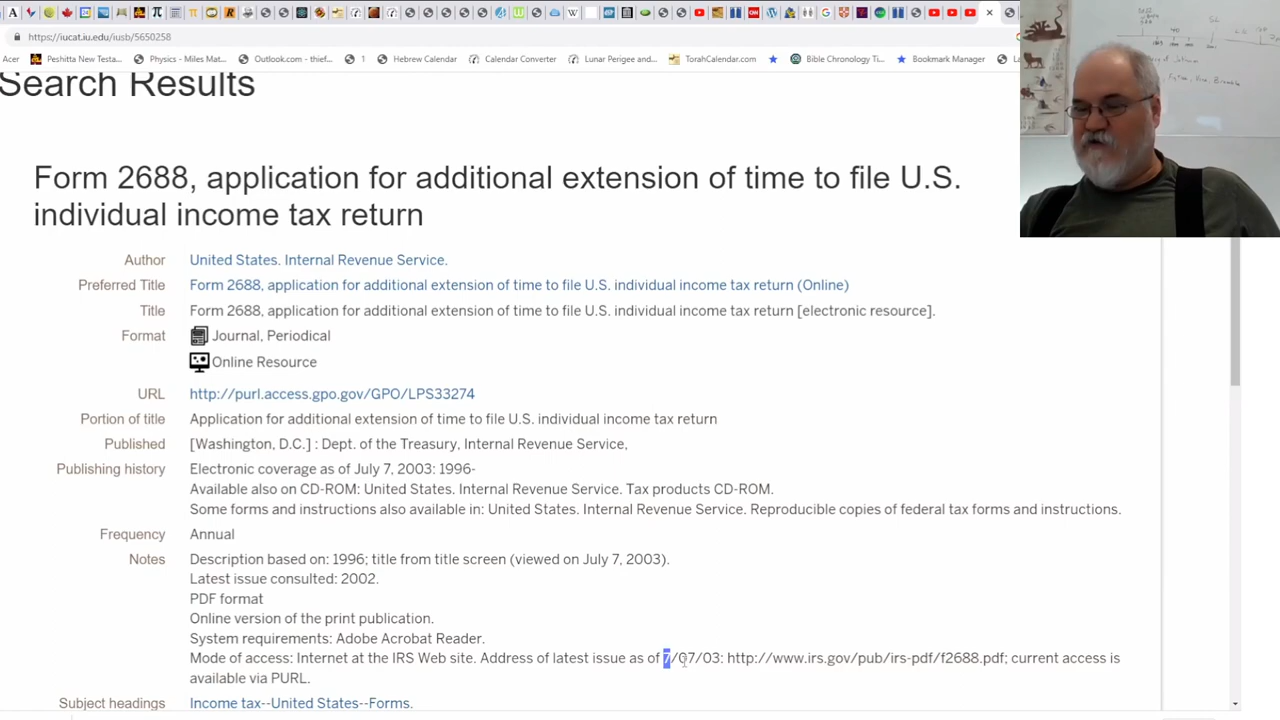 https://iucat.iu.edu/iusb/5650258
Acer
Peshitta New Testa...
Physics - Miles Mat...
Outlook.com - thief...
1
Hebrew Calendar
Calendar Converter
Lunar Perigee and...
TorahCalendar.com
Bible Chronology Ti...
Bookmark Manager
Search Results
Form 2688, application for additional extension of time to file U.S.
individual income tax return
Author United States. Internal Revenue Service.
Preferred Title Form 2688, application for additional extension of time to file U.S. individual income tax return (Online)
Title Form 2688, application for additional extension of time to file U.S. individual income tax return [electronic resource].
Format Journal, Periodical
Online Resource
URL http://purl.access.gpo.gov/GPO/LPS33274
Portion of title Application for additional extension of time to file U.S. individual income tax return
Published [Washington, D.C.] : Dept. of the Treasury, Internal Revenue Service,
Publishing history Electronic coverage as of July 7, 2003: 1996-
Available also on CD-ROM: United States. Internal Revenue Service. Tax products CD-ROM.
Some forms and instructions also available in: United States. Internal Revenue Service. Reproducible copies of federal tax forms and instructions.
Frequency Annual
Notes Description based on: 1996; title from title screen (viewed on July 7, 2003).
Latest issue consulted: 2002.
PDF format
Online version of the print publication.
System requirements: Adobe Acrobat Reader.
Mode of access: Internet at the IRS Web site. Address of latest issue as of 7/07/03: http://www.irs.gov/pub/irs-pdf/f2688.pdf; current access is
available via PURL.
Subject headings Income tax--United States--Forms.